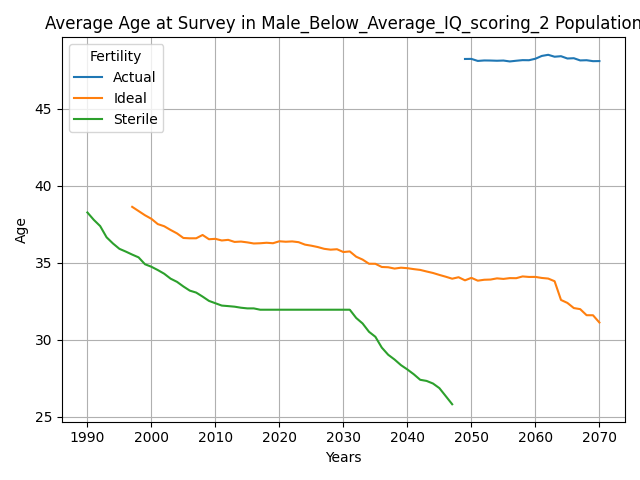 Average Age at Survey in Male_Below_Average_IQ_scoring_2 Population
Fertility
Actual
Ideal
Sterile
45
40
35
30
25
Age
1990 2000 2010 2020 2030 2040 2050 2060 2070
Years